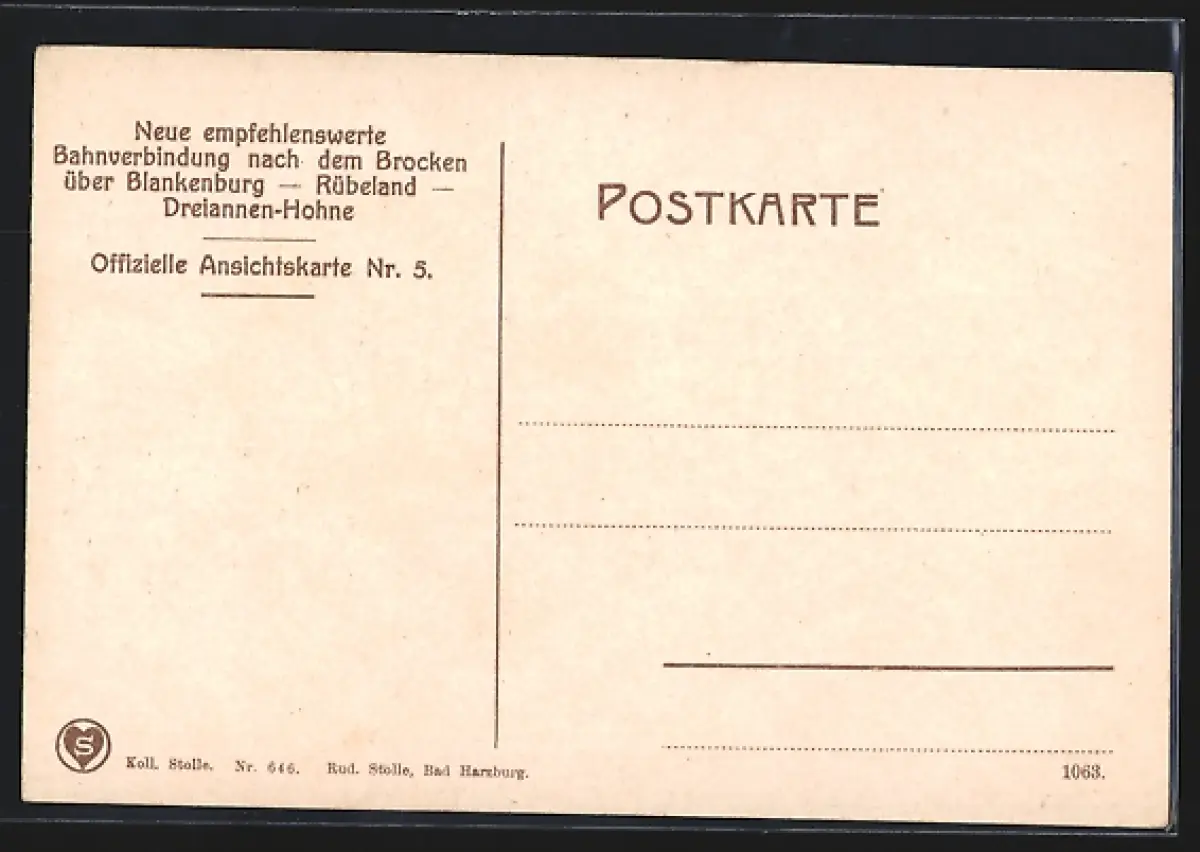 Neue empfehlenswerte
Bahnverbindung nach dem Brocken
über Blankenburg — Rübeland —
Dreiannen-Hohne
Offizielle Ansichtskarte Nr. 5.
POSTKARTE
S
Koll. Stolle. Nr. 646. Rud. Stolle, Bad Harzburg.
1063.